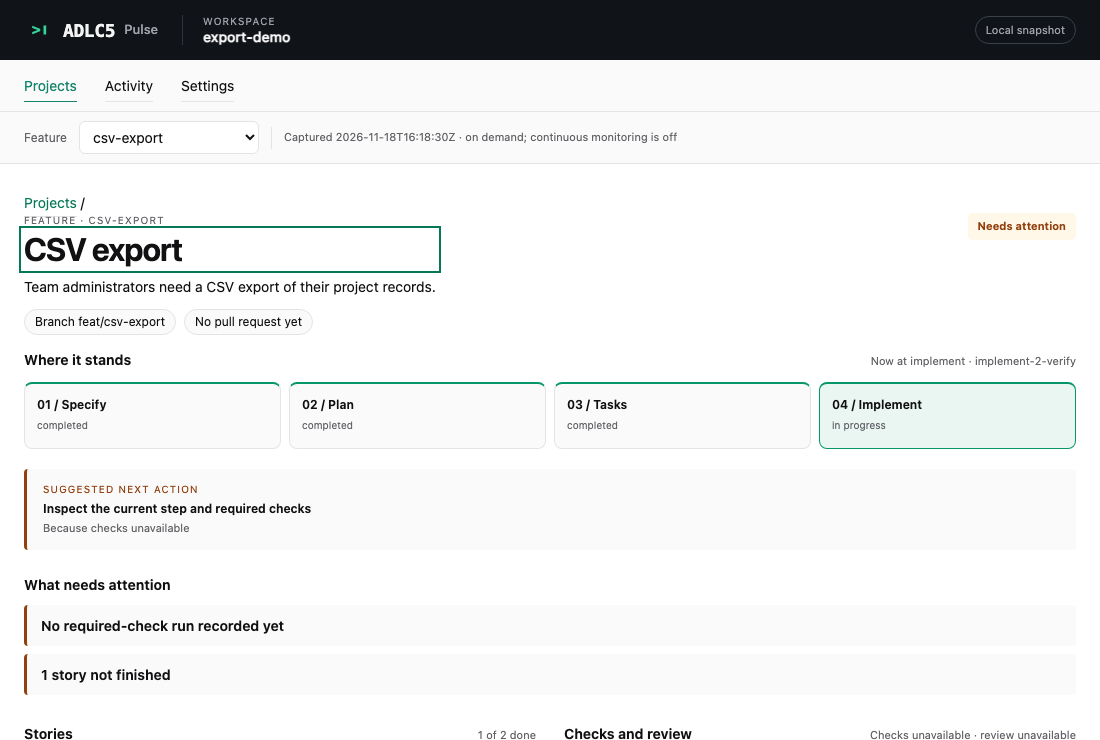 >I ADLC5 Pulse
WORKSPACE
export-demo
Local snapshot
Projects Activity Settings
Feature csv-export Captured 2026-11-18T16:18:30Z · on demand; continuous monitoring is off
Projects /
FEATURE · CSV-EXPORT
Needs attention
CSV export
Team administrators need a CSV export of their project records.
Branch feat/csv-export No pull request yet
Where it stands Now at implement · implement-2-verify
01 / Specify
completed
02 / Plan
completed
03 / Tasks
completed
04 / Implement
in progress
SUGGESTED NEXT ACTION
Inspect the current step and required checks
Because checks unavailable
What needs attention
No required-check run recorded yet
1 story not finished
Stories 1 of 2 done
Checks and review Checks unavailable · review unavailable